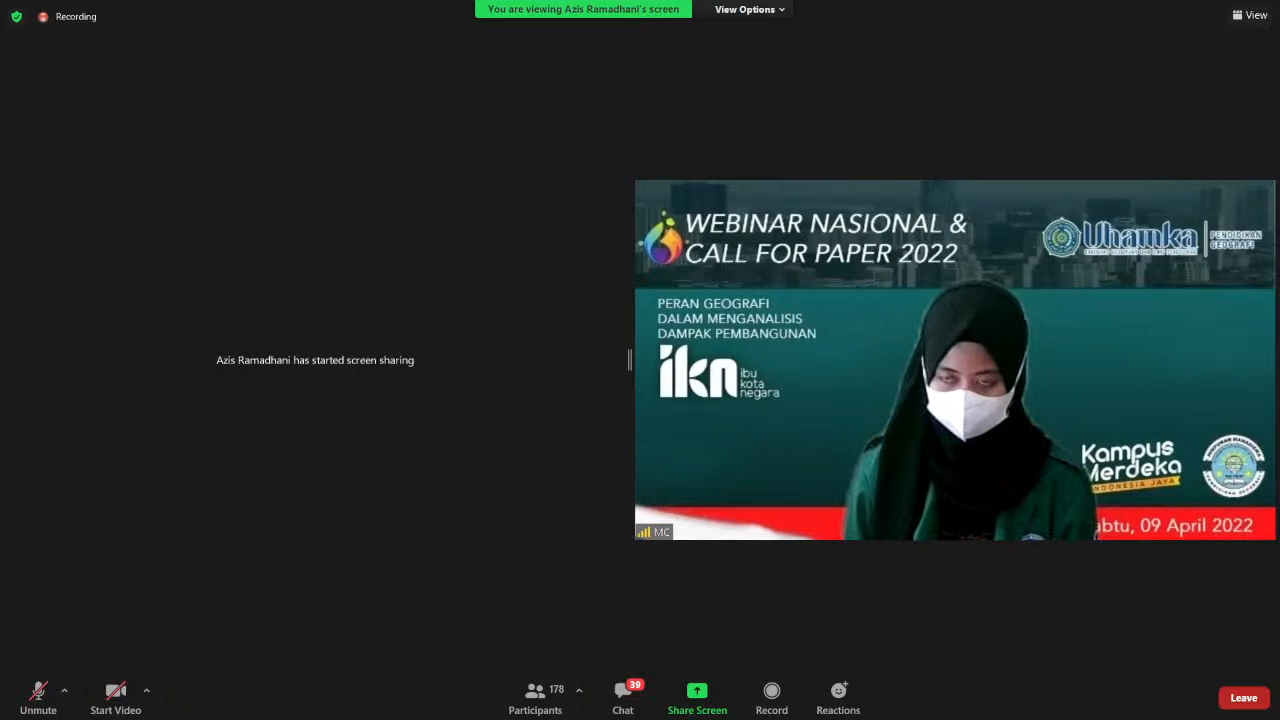 Recording
You are viewing Azis Ramadhani's screen
View Options
View
WEBINAR NASIONAL &
CALL FOR PAPER 2022
Uhamka
PENDIDIKAN
GEOGRAFI
PERAN GEOGRAFI
DALAM MENGANALISIS
DAMPAK PEMBANGUNAN
ikn
ibu
kota
negara
Azis Ramadhani has started screen sharing
Kampus
Merdeka
INDONESIA JAYA
abtu, 09 April 2022
MC
Unmute
Start Video
178
Participants
39
Chat
Share Screen
Record
Reactions
Leave